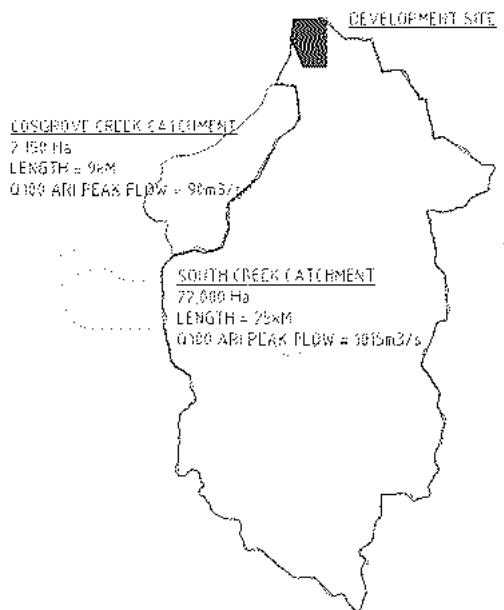 DEVELOPMENT SITE
COSGROVE CREEK CATCHMENT
2,150 Ha
LENGTH = 9kM
Q100 ARI PEAK FLOW = 90m3/s
SOUTH CREEK CATCHMENT
22,000 Ha
LENGTH = 25kM
Q100 ARI PEAK FLOW = 1015m3/s